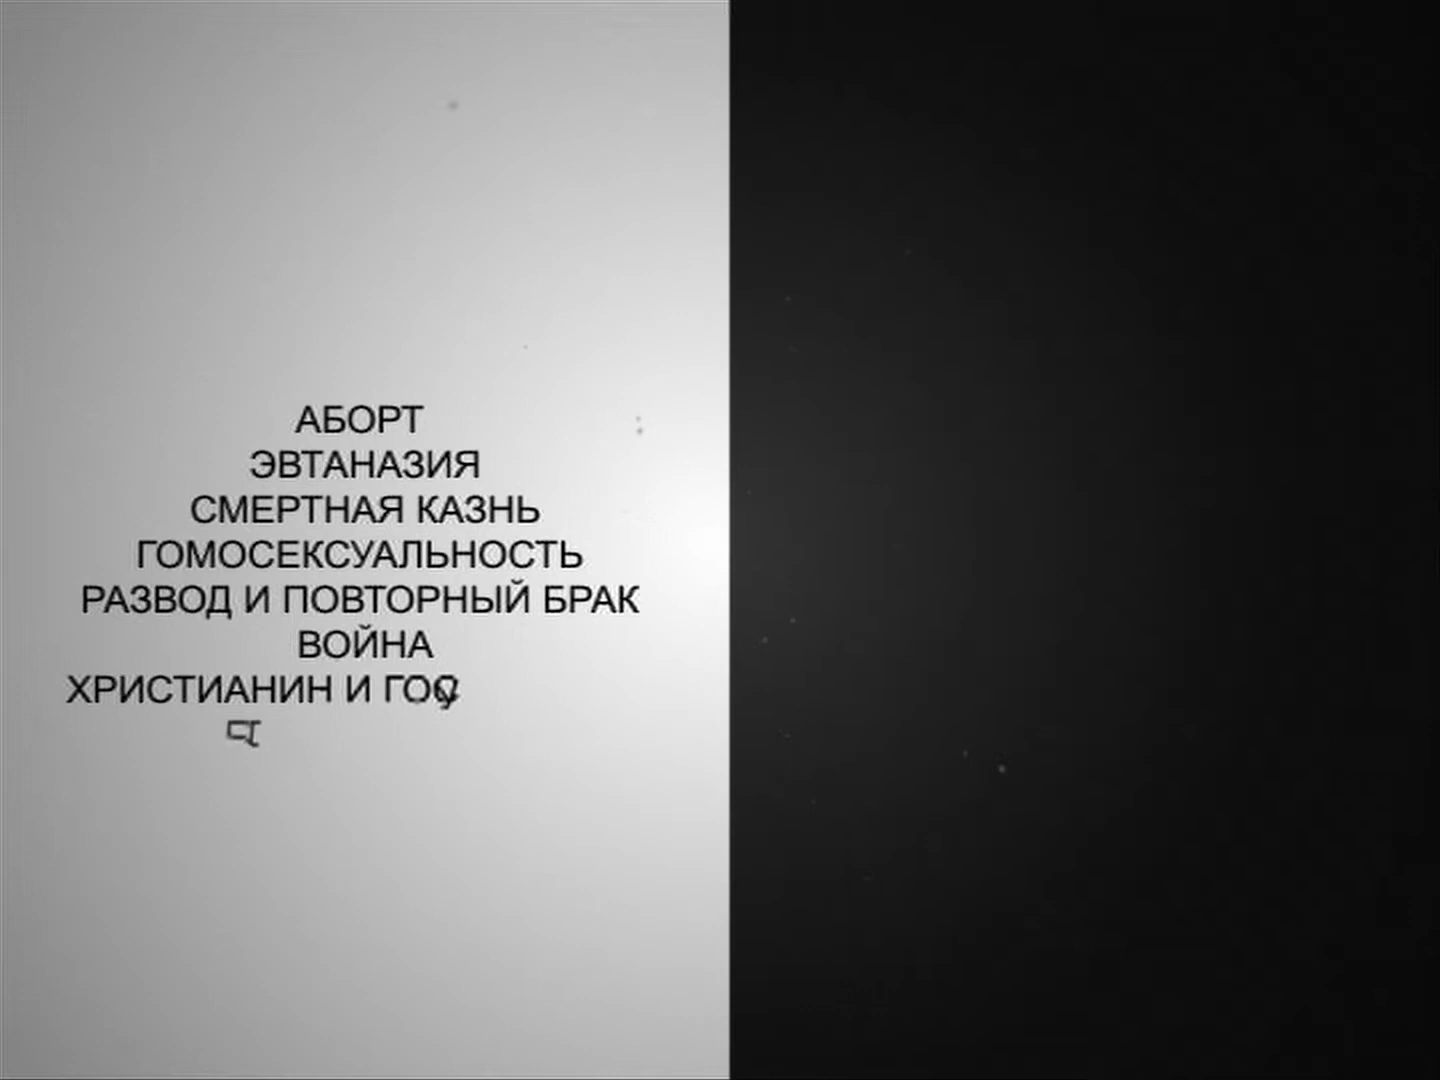 АБОРТ
ЭВТАНАЗИЯ
СМЕРТНАЯ КАЗНЬ
ГОМОСЕКСУАЛЬНОСТЬ
РАЗВОД И ПОВТОРНЫЙ БРАК
ВОЙНА
ХРИСТИАНИН И